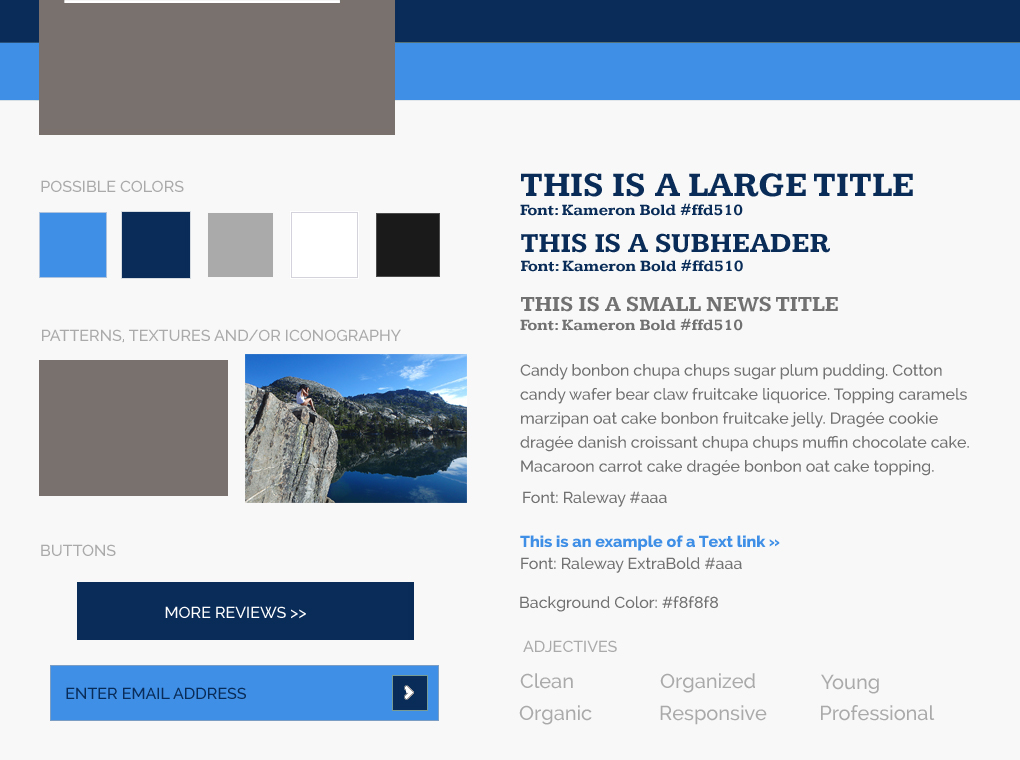 POSSIBLE COLORS
PATTERNS, TEXTURES AND/OR ICONOGRAPHY
BUTTONS
MORE REVIEWS >>
ENTER EMAIL ADDRESS
THIS IS A LARGE TITLE
Font: Kameron Bold #ffd510
THIS IS A SUBHEADER
Font: Kameron Bold #ffd510
THIS IS A SMALL NEWS TITLE
Font: Kameron Bold #ffd510
Candy bonbon chupa chups sugar plum pudding. Cotton
candy wafer bear claw fruitcake liquorice. Topping caramels
marzipan oat cake bonbon fruitcake jelly. Dragée cookie
dragée danish croissant chupa chups muffin chocolate cake.
Macaroon carrot cake dragée bonbon oat cake topping.
Font: Raleway #aaa
This is an example of a Text link »
Font: Raleway ExtraBold #aaa
Background Color: #f8f8f8
ADJECTIVES
Clean Organized Young
Organic Responsive Professional